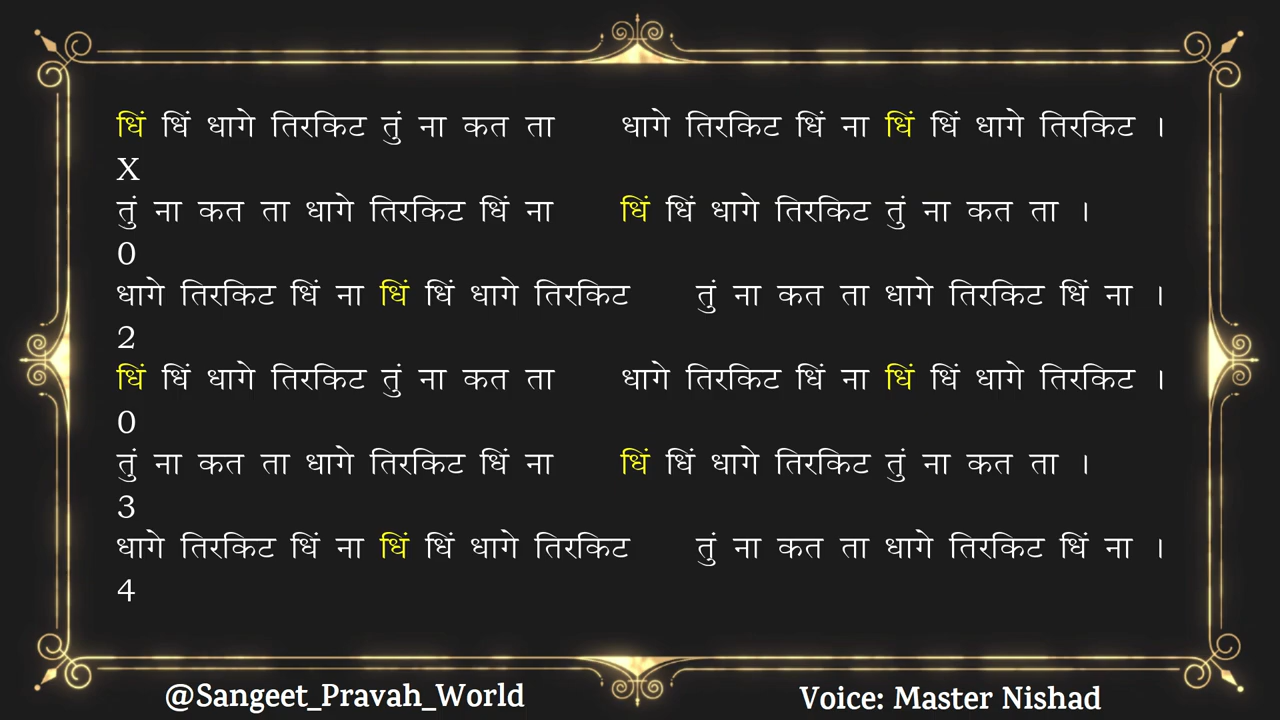 धिं धिं धागे तिरकिट तुं ना कत ता धागे तिरकिट धिं ना धिं धिं धागे तिरकिट ।
X
तुं ना कत ता धागे तिरकिट धिं ना धिं धिं धागे तिरकिट तुं ना कत ता ।
0
धागे तिरकिट धिं ना धिं धिं धागे तिरकिट तुं ना कत ता धागे तिरकिट धिं ना ।
2
धिं धिं धागे तिरकिट तुं ना कत ता धागे तिरकिट धिं ना धिं धिं धागे तिरकिट ।
0
तुं ना कत ता धागे तिरकिट धिं ना धिं धिं धागे तिरकिट तुं ना कत ता ।
3
धागे तिरकिट धिं ना धिं धिं धागे तिरकिट तुं ना कत ता धागे तिरकिट धिं ना ।
4
@Sangeet_Pravah_World Voice: Master Nishad